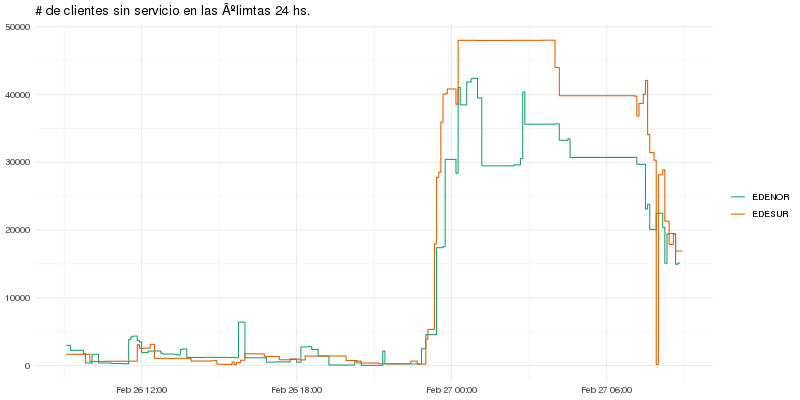 # de clientes sin servicio en las Ãºlimtas 24 hs.
50000
40000
30000
20000
10000
0
Feb 26 12:00
Feb 26 18:00
Feb 27 00:00
Feb 27 06:00
EDENOR
EDESUR